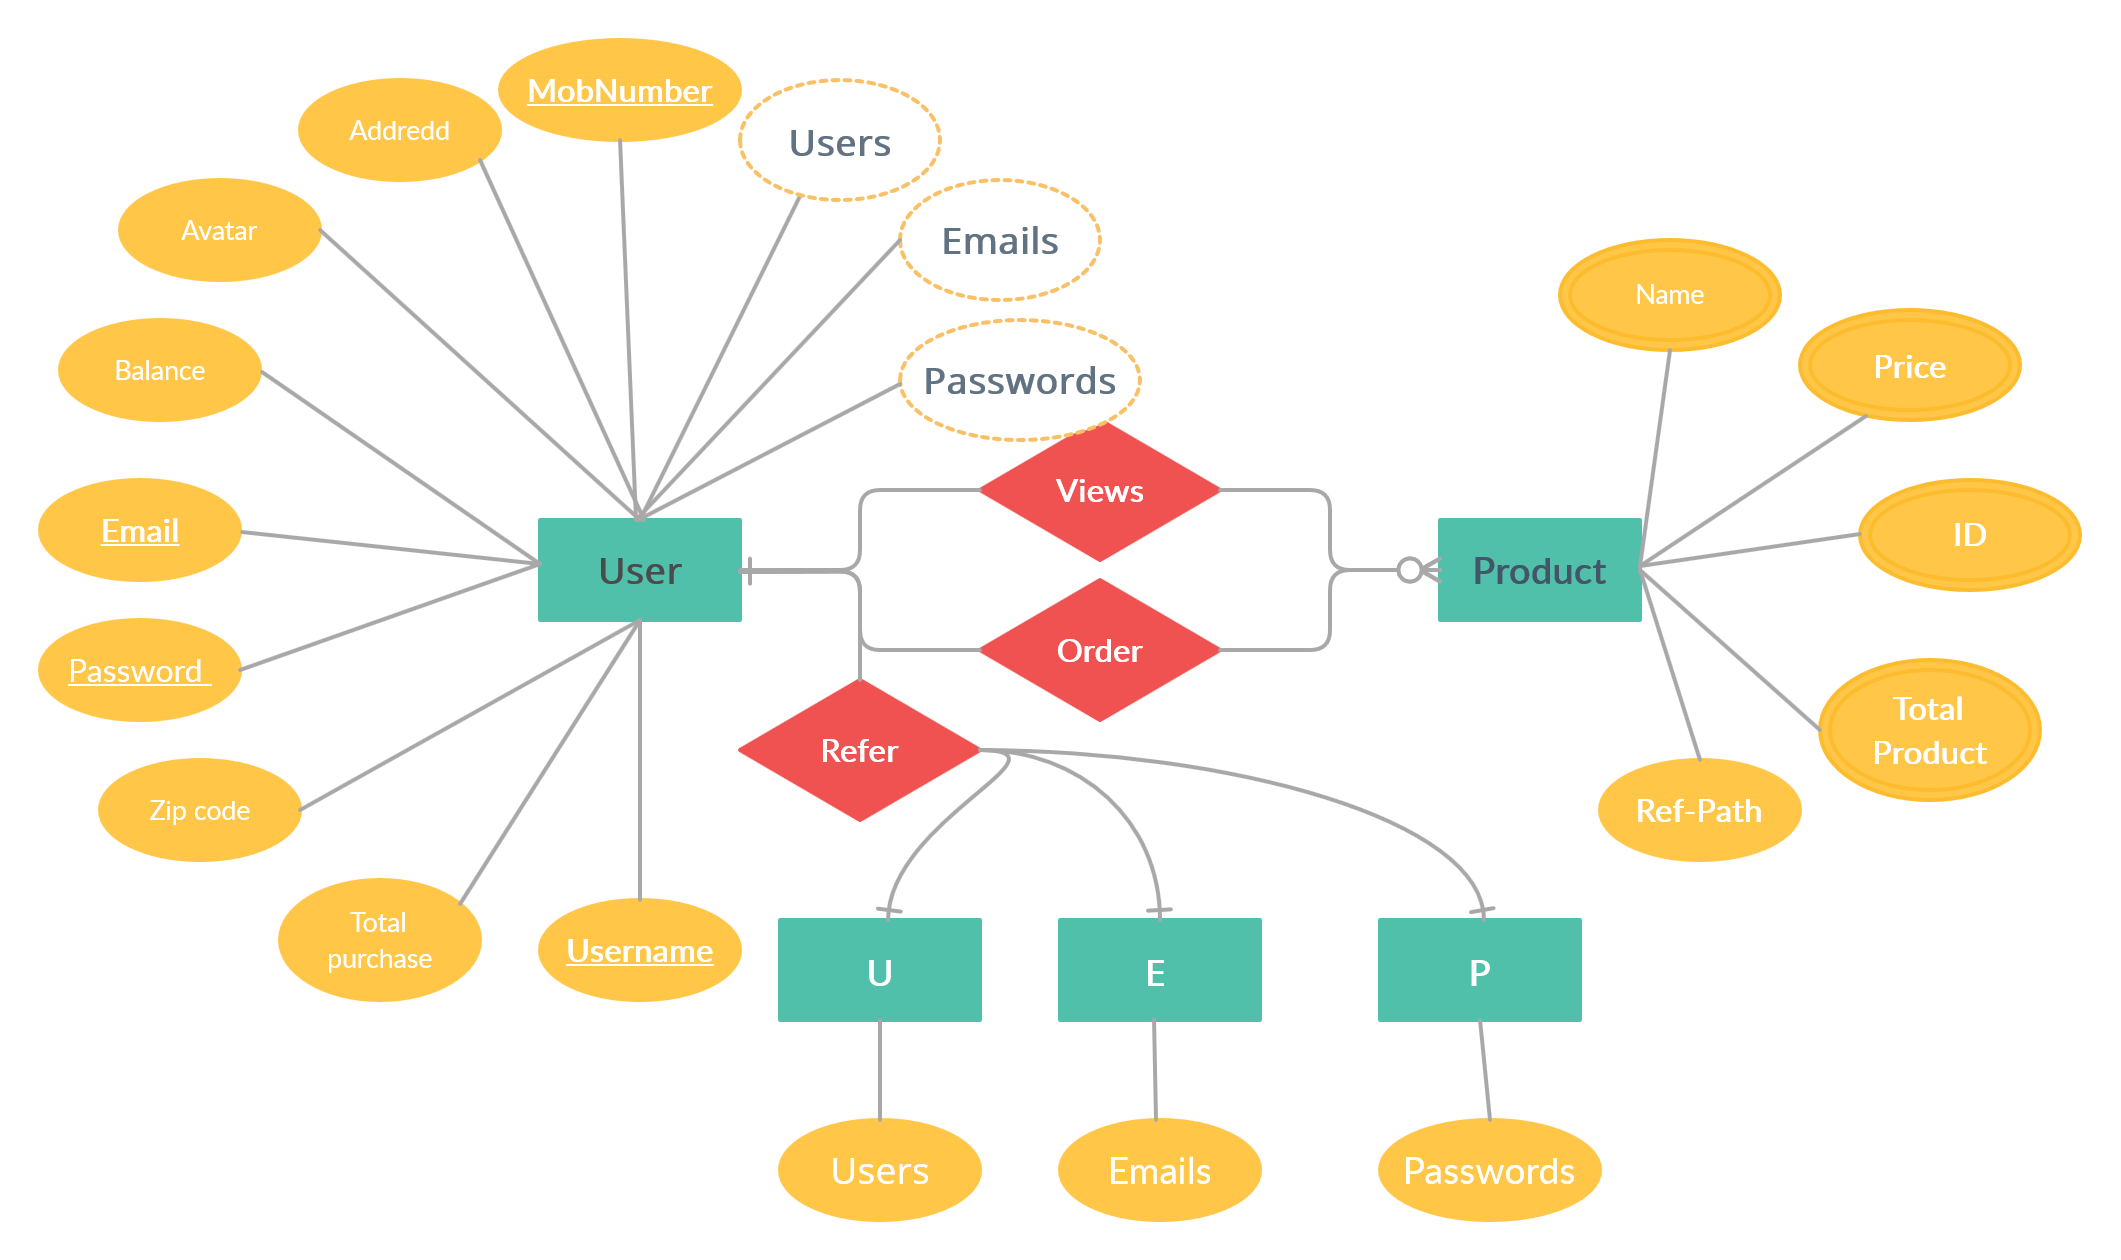 MobNumber
Addredd
Users
Avatar
Emails
Name
Balance
Price
Passwords
Views
Email
ID
User
Product
Order
Password
Total
Product
Refer
Zip code
Ref-Path
Total
purchase
Username
U
E
P
Users
Emails
Passwords